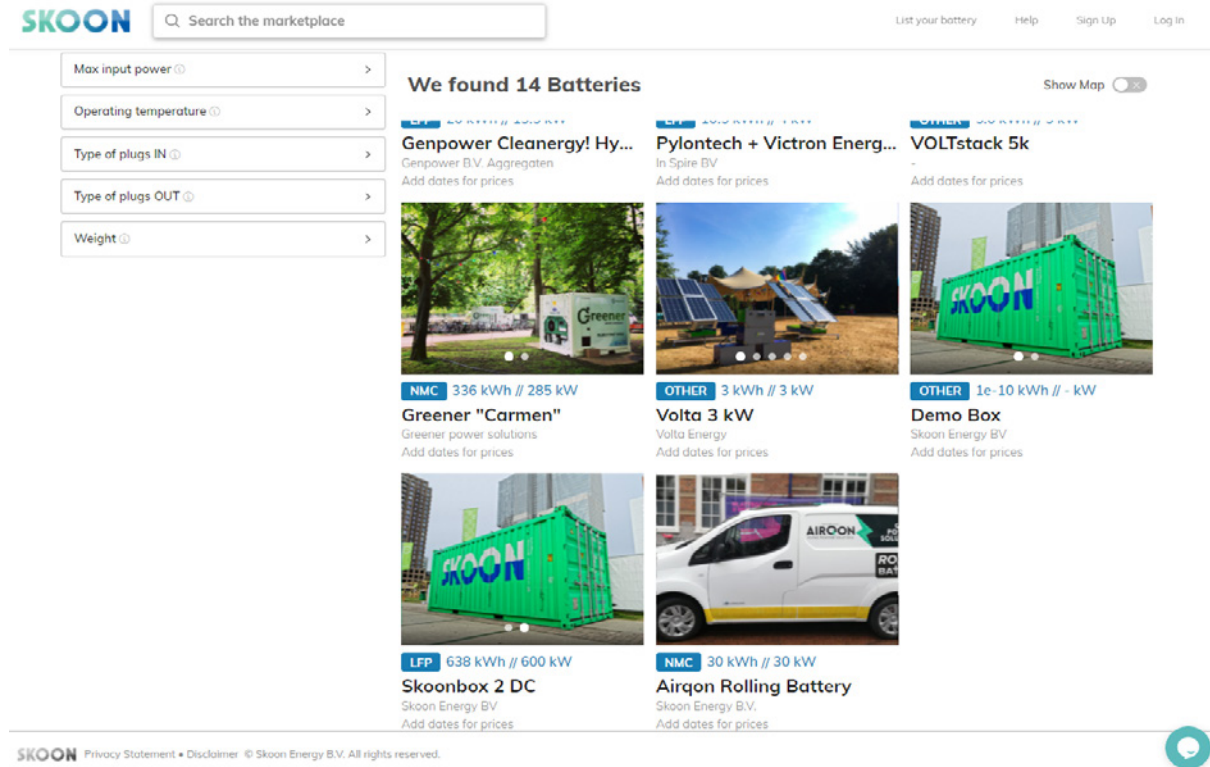 SKOON
Search the marketplace
List your battery
Help
Sign Up
Log In
Max input power
Operating temperature
Type of plugs IN
Type of plugs OUT
Weight
We found 14 Batteries
Show Map
Genpower Cleanergy! Hy...
Genpower B.V. Aggregaten
Add dates for prices
Pylontech + Victron Energ...
In Spire BV
Add dates for prices
VOLTstack 5k
-
Add dates for prices
Greener
NMC 336 kWh // 285 kW
Greener "Carmen"
Greener power solutions
Add dates for prices
OTHER 3 kWh // 3 kW
Volta 3 kW
Volta Energy
Add dates for prices
SKOON
OTHER 1e-10 kWh // - kW
Demo Box
Skoon Energy BV
Add dates for prices
SKOON
LFP 638 kWh // 600 kW
Skoonbox 2 DC
Skoon Energy BV
Add dates for prices
AIRQON
NMC 30 kWh // 30 kW
Airqon Rolling Battery
Skoon Energy B.V.
Add dates for prices
SKOON Privacy Statement • Disclaimer © Skoon Energy B.V. All rights reserved.